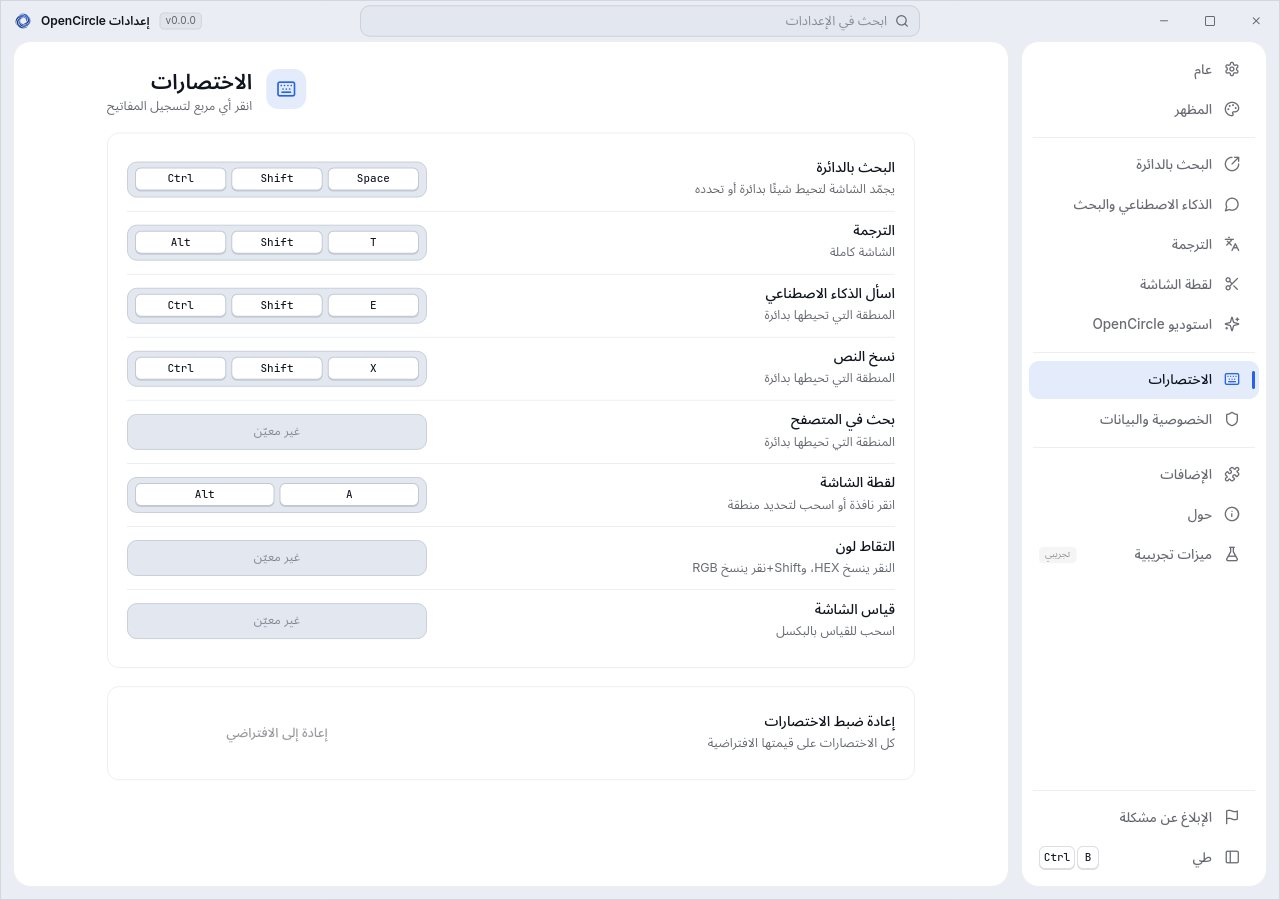 إعدادات OpenCircle
v0.0.0
ابحث في الإعدادات
عام
المظهر
البحث بالدائرة
الذكاء الاصطناعي والبحث
الترجمة
لقطة الشاشة
استوديو OpenCircle
الاختصارات
الخصوصية والبيانات
الإضافات
حول
ميزات تجريبية
تجريبي
الإبلاغ عن مشكلة
طي
Ctrl B
الاختصارات
انقر أي مربع لتسجيل المفاتيح
البحث بالدائرة
يجمّد الشاشة لتحيط شيئًا بدائرة أو تحدده
Ctrl Shift Space
الترجمة
الشاشة كاملة
Alt Shift T
اسأل الذكاء الاصطناعي
المنطقة التي تحيطها بدائرة
Ctrl Shift E
نسخ النص
المنطقة التي تحيطها بدائرة
Ctrl Shift X
بحث في المتصفح
المنطقة التي تحيطها بدائرة
غير معيّن
لقطة الشاشة
انقر نافذة أو اسحب لتحديد منطقة
Alt A
التقاط لون
النقر ينسخ HEX، وShift+نقر ينسخ RGB
غير معيّن
قياس الشاشة
اسحب للقياس بالبكسل
غير معيّن
إعادة ضبط الاختصارات
كل الاختصارات على قيمتها الافتراضية
إعادة إلى الافتراضي